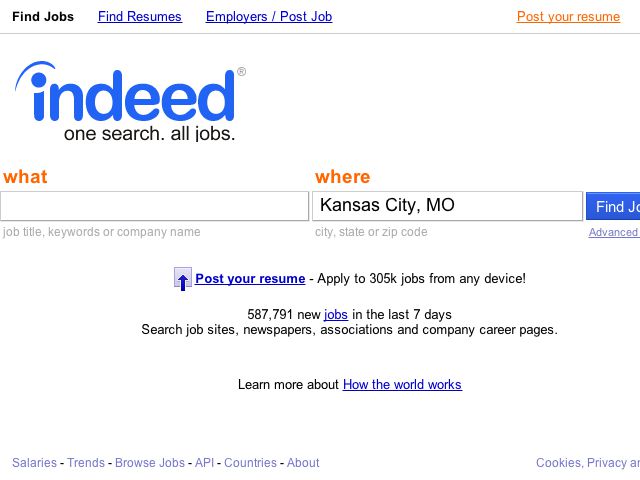 Find Jobs Find Resumes Employers / Post Job Post your resume
indeed®
one search. all jobs.
what where
Kansas City, MO Find Jo
job title, keywords or company name city, state or zip code Advanced
Post your resume - Apply to 305k jobs from any device!
587,791 new jobs in the last 7 days
Search job sites, newspapers, associations and company career pages.
Learn more about How the world works
Salaries - Trends - Browse Jobs - API - Countries - About Cookies, Privacy an